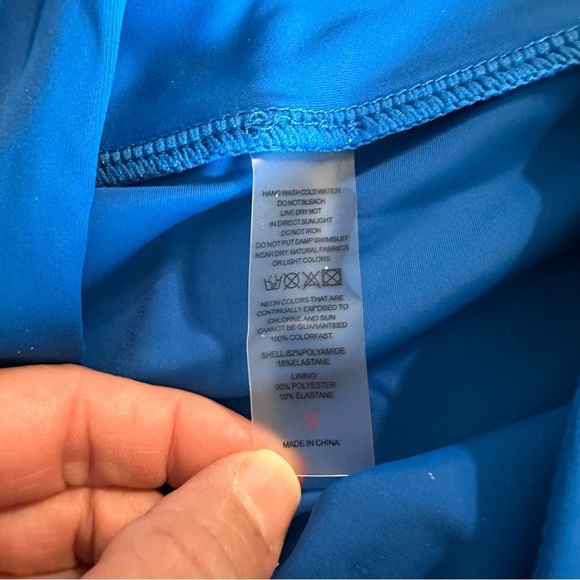 HAND WASH COLD WATER
DO NOT BLEACH
LINE DRY NOT
IN DIRECT SUNLIGHT
DO NOT IRON
DO NOT PUT DAMP SWIMSUIT
NEAR DRY. NATURAL FABRICS
OR LIGHT COLORS
NEON COLORS THAT ARE
CONTINUALLY EXPOSED TO
CHLORINE AND SUN
CANNOT BE GUARANTEED
100% COLORFAST.
SHELL:82%POLYAMIDE
18%ELASTANE
LINING:
90% POLYESTER
10% ELASTANE
S
MADE IN CHINA